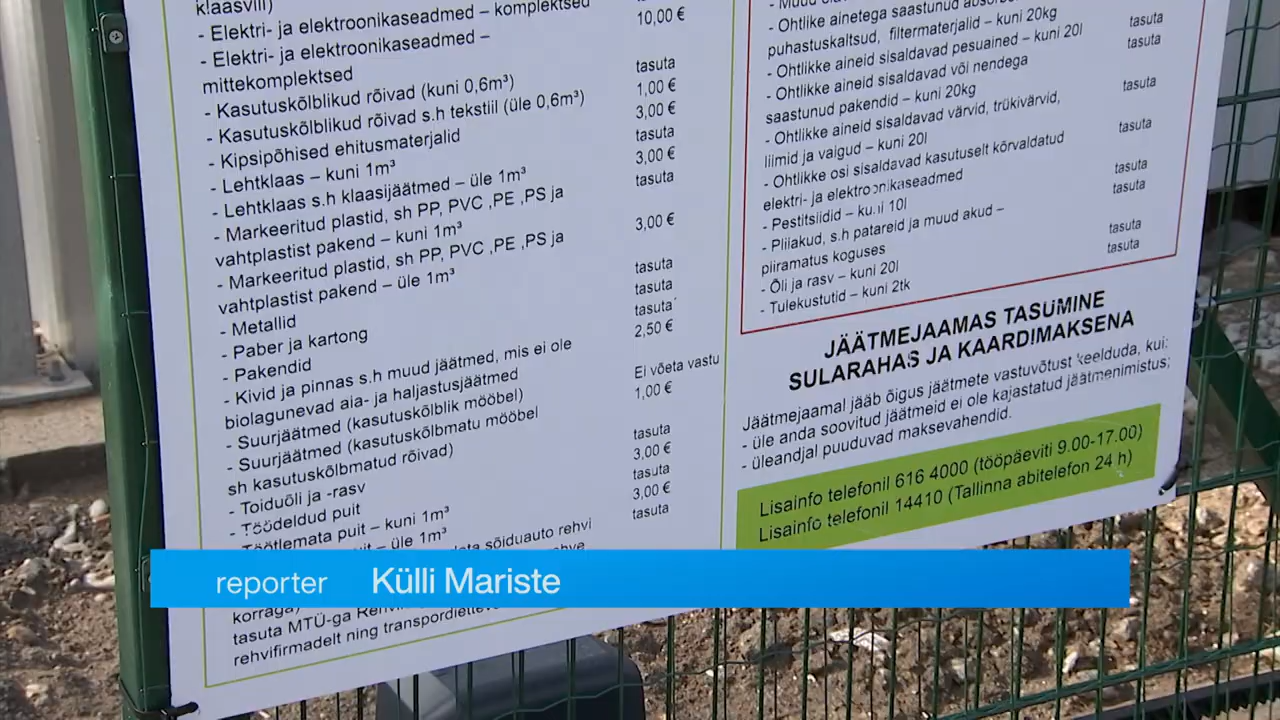 klaasvill)
- Elektri- ja elektroonikaseadmed – komplektsed
- Elektri- ja elektroonikaseadmed – 10,00 €
mittekomplektsed
- Kasutuskõlblikud rõivad (kuni 0,6m³) tasuta
- Kasutuskõlblikud rõivad s.h tekstiil (üle 0,6m³) 1,00 €
- Kipsipõhised ehitusmaterjalid 3,00 €
- Lehtklaas – kuni 1m³ tasuta
- Lehtklaas s.h klaasijäätmed – üle 1m³ 3,00 €
- Markeeritud plastid, sh PP, PVC ,PE ,PS ja tasuta
vahtplastist pakend – kuni 1m³
- Markeeritud plastid, sh PP, PVC ,PE ,PS ja 3,00 €
vahtplastist pakend – üle 1m³
- Metallid tasuta
- Paber ja kartong tasuta
- Pakendid tasuta
- Kivid ja pinnas s.h muud jäätmed, mis ei ole 2,50 €
biolagunevad aia- ja haljastusjäätmed
- Suurjäätmed (kasutuskõlblik mööbel) Ei võeta vastu
- Suurjäätmed (kasutuskõlbmatu mööbel 1,00 €
sh kasutuskõlbmatud rõivad)
- Toiduõli ja -rasv tasuta
- Töödeldud puit 3,00 €
- Töötlemata puit – kuni 1m³ tasuta
– üle 1m³ 3,00 €
sõiduauto rehvi tasuta
korraga)
tasuta MTÜ-ga
rehvifirmadelt ning
- Ohtlike ainetega saastunud
puhastuskaltsud, filtermaterjalid – kuni 20kg
- Ohtlikke aineid sisaldavad pesuained – kuni 20l tasuta
- Ohtlikke aineid sisaldavad või nendega tasuta
saastunud pakendid – kuni 20kg
- Ohtlikke aineid sisaldavad värvid, trükivärvid, tasuta
liimid ja vaigud – kuni 20l
- Ohtlikke osi sisaldavad kasutuselt kõrvaldatud tasuta
elektri- ja elektroonikaseadmed
- Pestitsiidid – kuni 10l tasuta
- Pliiakud, s.h patareid ja muud akud – tasuta
piiramatus koguses
- Õli ja rasv – kuni 20l tasuta
- Tulekustutid – kuni 2tk tasuta
JÄÄTMEJAAMAS TASUMINE
SULARAHAS JA KAARDIMAKSENA
Jäätmejaamal jääb õigus jäätmete vastuvõtust keelduda, kui:
- üle anda soovitud jäätmeid ei ole kajastatud jäätmenimistus;
- üleandjal puuduvad maksevahendid.
Lisainfo telefonil 616 4000 (tööpäeviti 9.00-17.00)
Lisainfo telefonil 14410 (Tallinna abitelefon 24 h)
reporter Külli Mariste